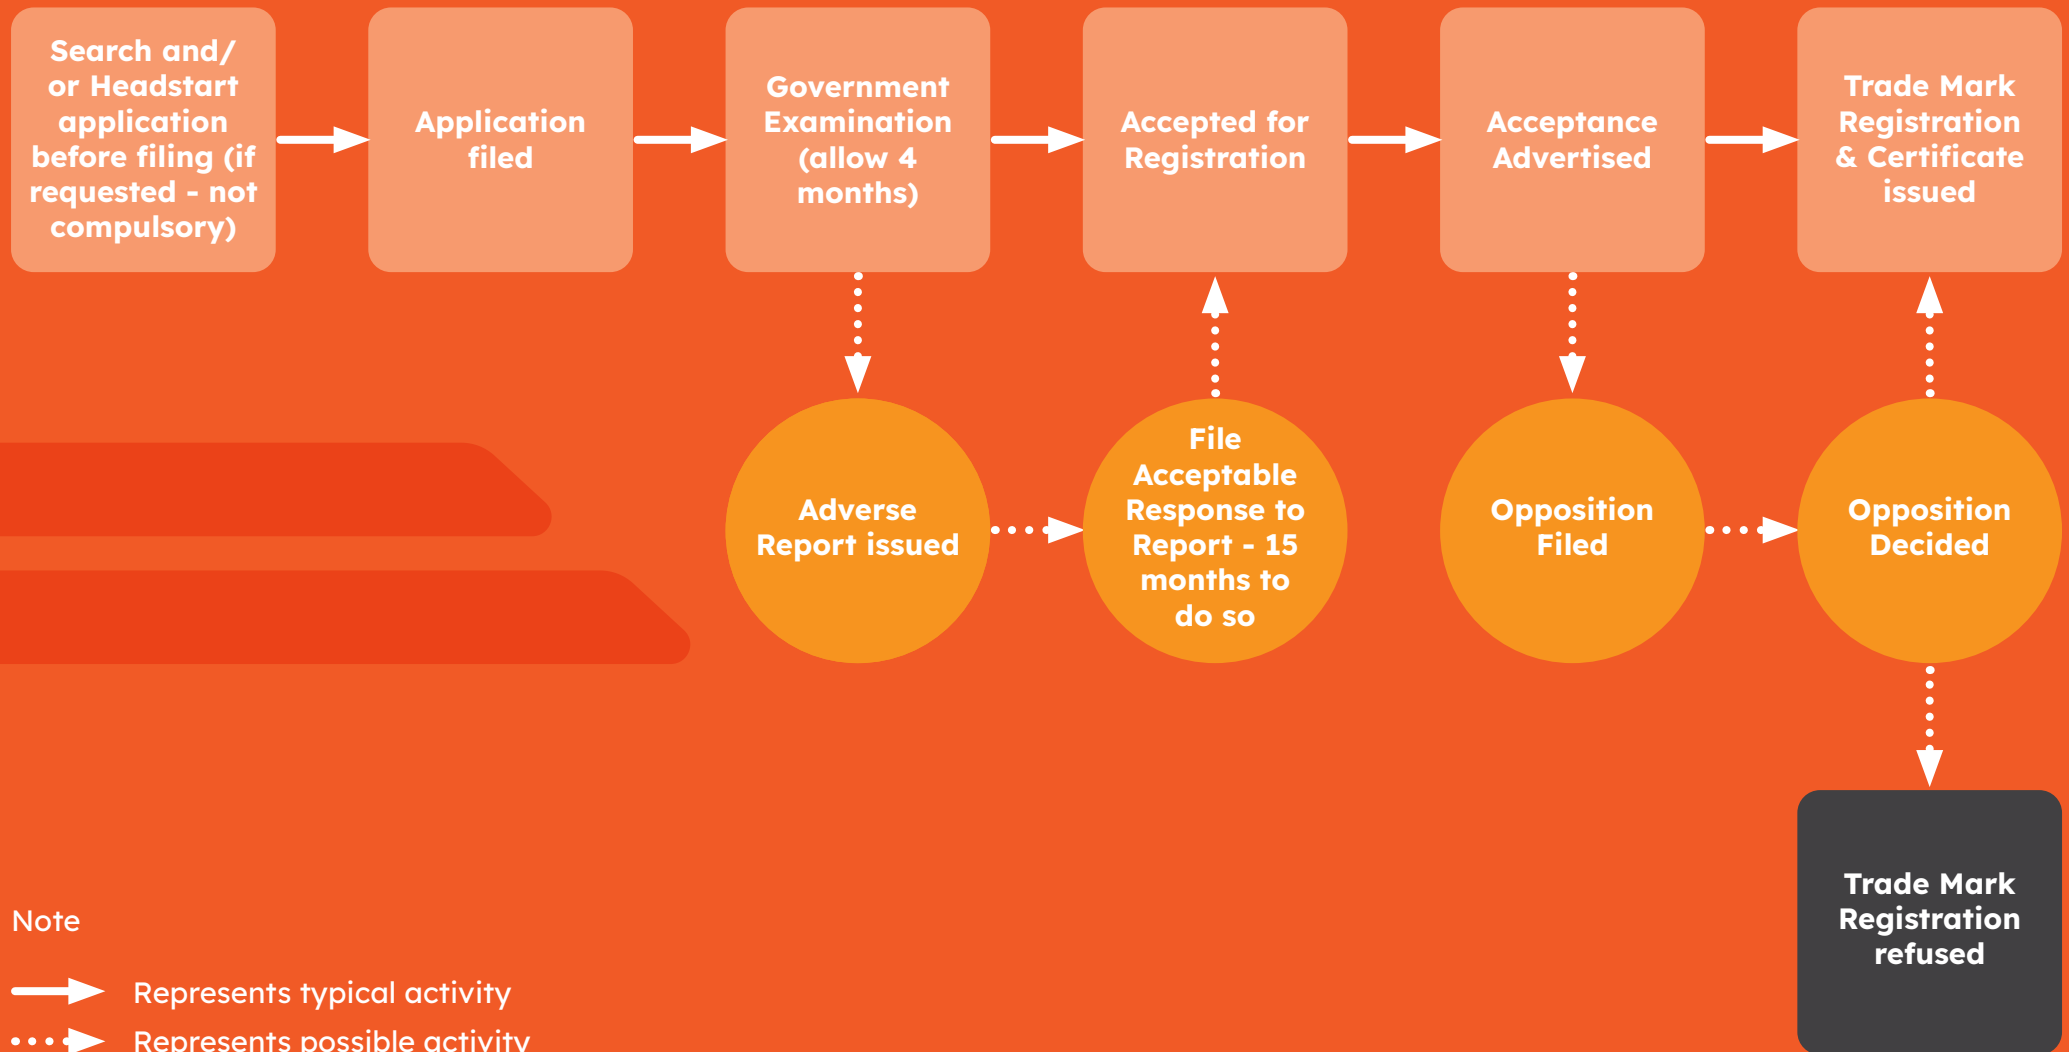 Search and/
or Headstart
application
before filing (if
requested - not
compulsory)
Application
filed
Government
Examination
(allow 4
months)
Accepted for
Registration
Acceptance
Advertised
Trade Mark
Registration
& Certificate
issued
Adverse
Report issued
File
Acceptable
Response to
Report - 15
months to
do so
Opposition
Filed
Opposition
Decided
Trade Mark
Registration
refused
Note
Represents typical activity
Represents possible activity